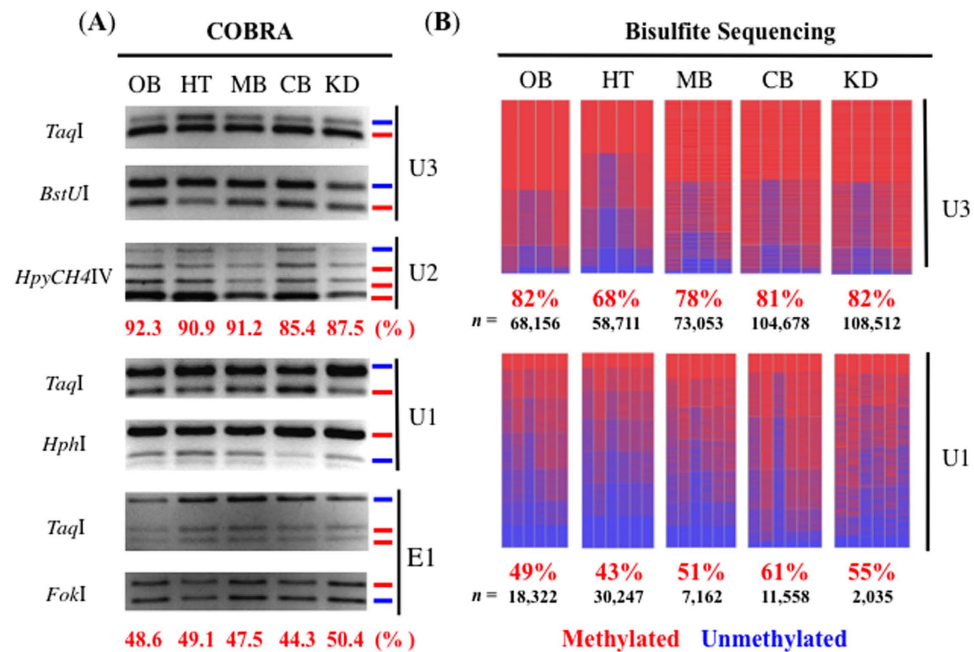 (A)
COBRA
OB HT MB CB KD
TaqI
BstUI
U3
HpyCH4IV
U2
92.3 90.9 91.2 85.4 87.5 (%)
TaqI
HphI
U1
TaqI
FokI
E1
48.6 49.1 47.5 44.3 50.4 (%)
(B)
Bisulfite Sequencing
OB HT MB CB KD
U3
82% 68% 78% 81% 82%
n = 68,156 58,711 73,053 104,678 108,512
U1
49% 43% 51% 61% 55%
n = 18,322 30,247 7,162 11,558 2,035
Methylated Unmethylated